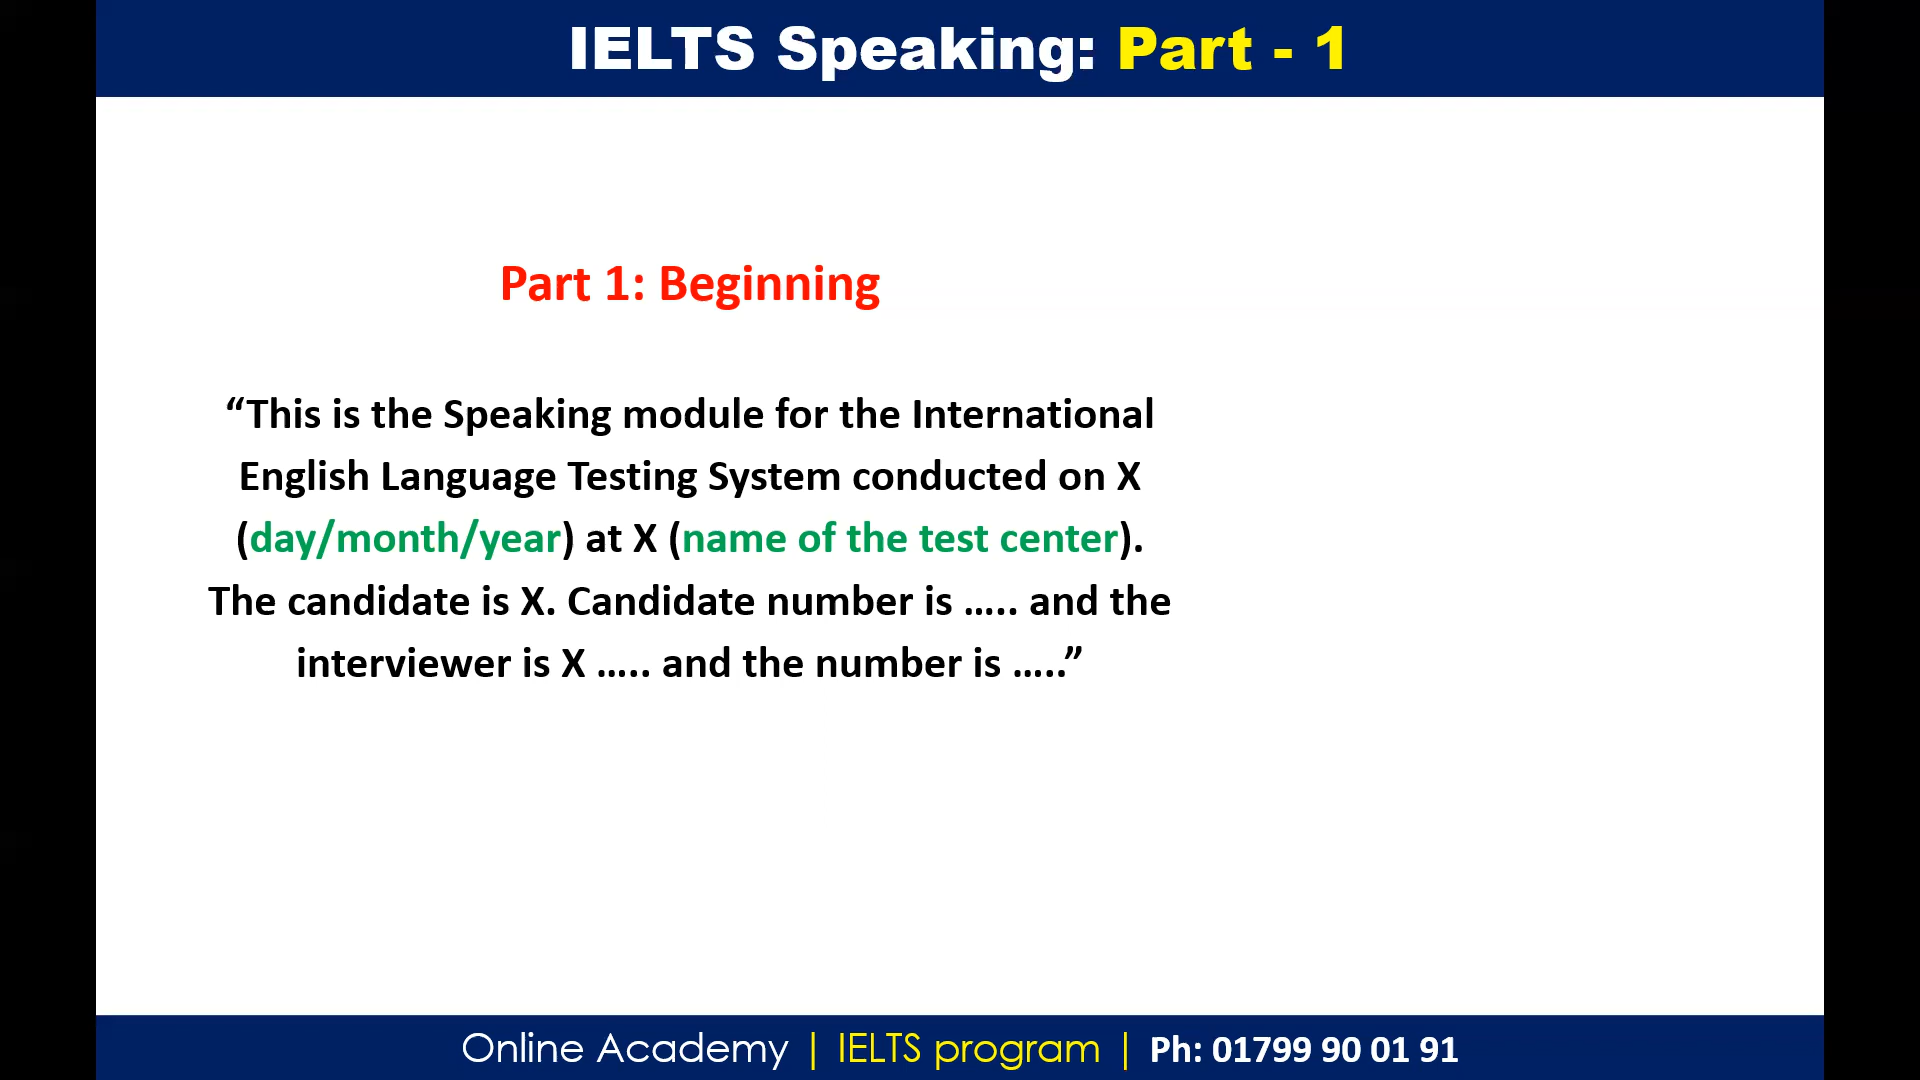 IELTS Speaking: Part - 1
Part 1: Beginning
“This is the Speaking module for the International
English Language Testing System conducted on X
(day/month/year) at X (name of the test center).
The candidate is X. Candidate number is ….. and the
interviewer is X ….. and the number is …..”
Online Academy | IELTS program | Ph: 01799 90 01 91